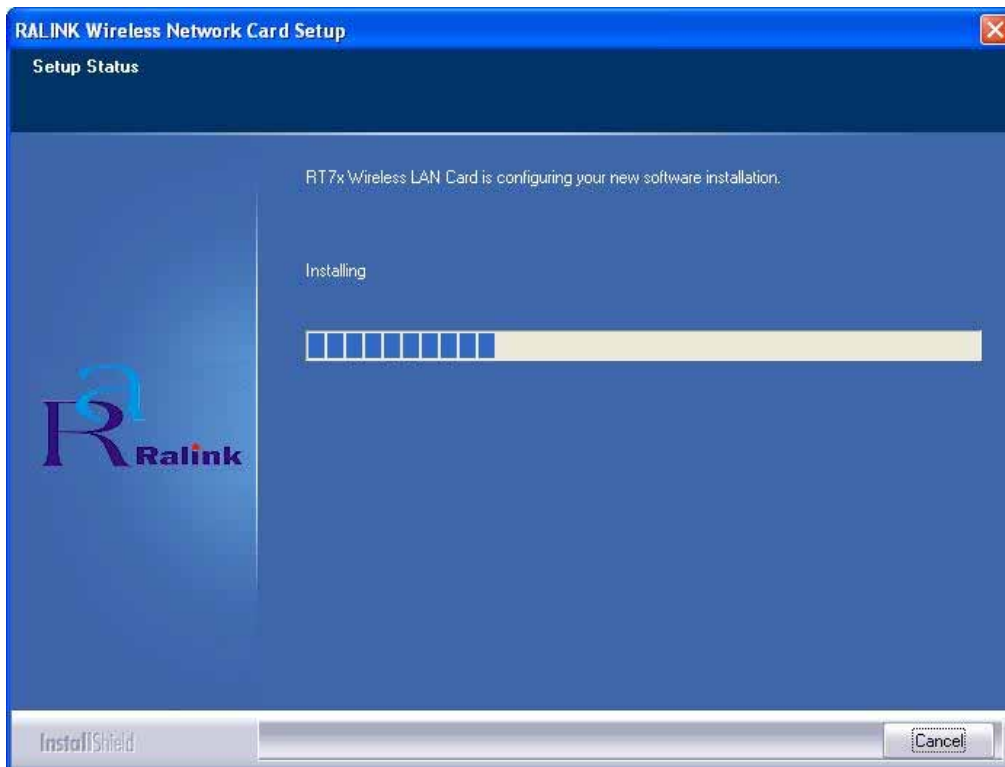 RALINK Wireless Network Card Setup
Setup Status
RT7x Wireless LAN Card is configuring your new software installation.
Installing
Ra
Ralink
InstallShield
Cancel